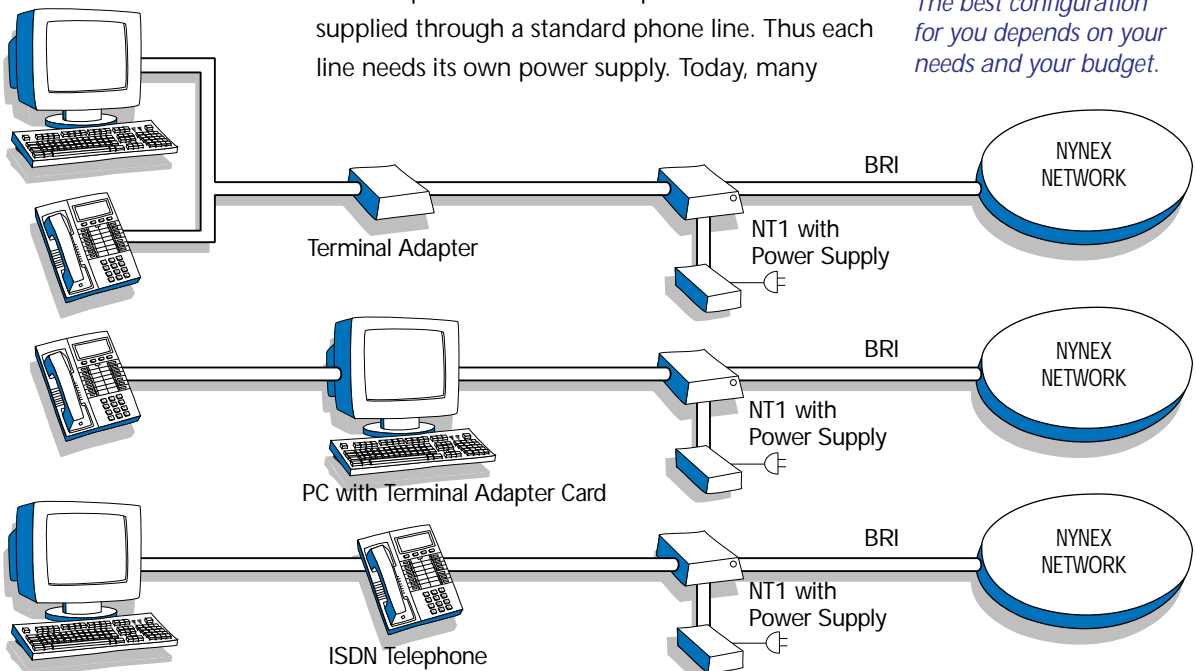 supplied through a standard phone line. Thus each
line needs its own power supply. Today, many
The best configuration
for you depends on your
needs and your budget.
BRI
NYNEX
NETWORK
Terminal Adapter
NT1 with
Power Supply
BRI
NYNEX
NETWORK
NT1 with
Power Supply
PC with Terminal Adapter Card
BRI
NYNEX
NETWORK
NT1 with
Power Supply
ISDN Telephone